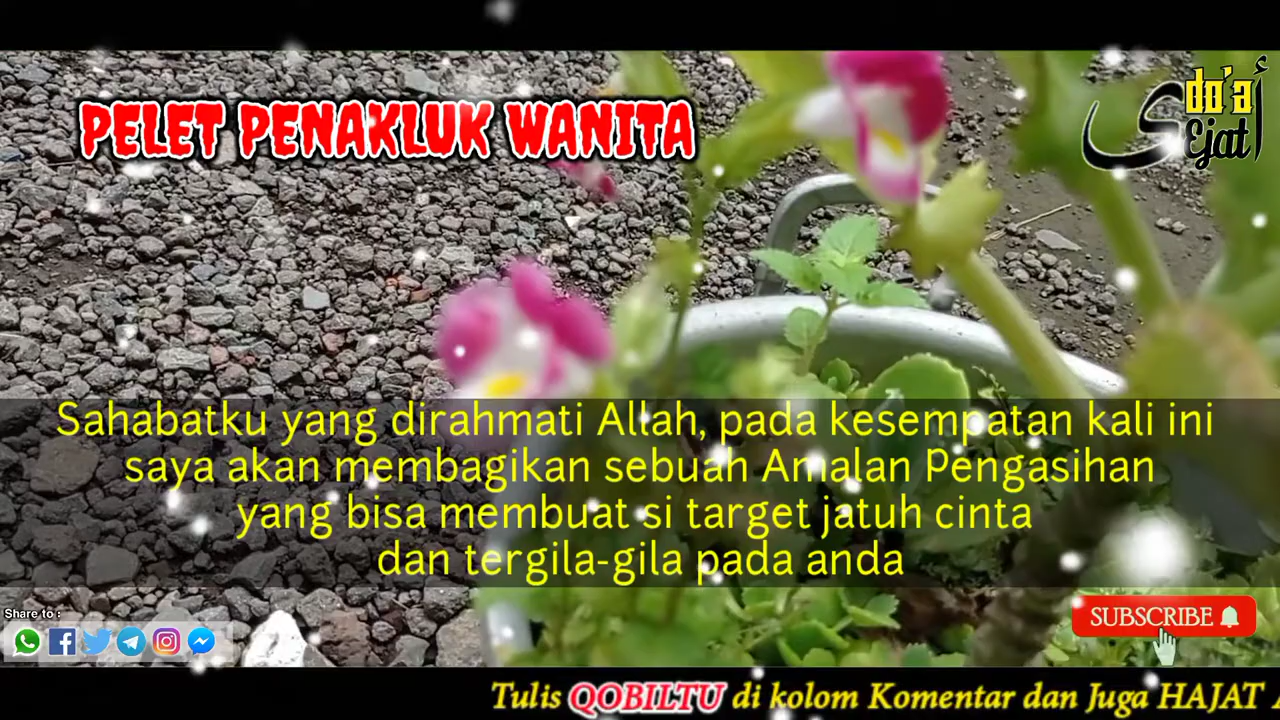 PELET PENAKLUK WANITA
do'a
Ejat
أ ى
Sahabatku yang dirahmati Allah, pada kesempatan kali ini
saya akan membagikan sebuah Amalan Pengasihan
yang bisa membuat si target jatuh cinta
dan tergila-gila pada anda
Share to :
SUBSCRIBE
Tulis QOBILTU di kolom Komentar dan Juga HAJAT